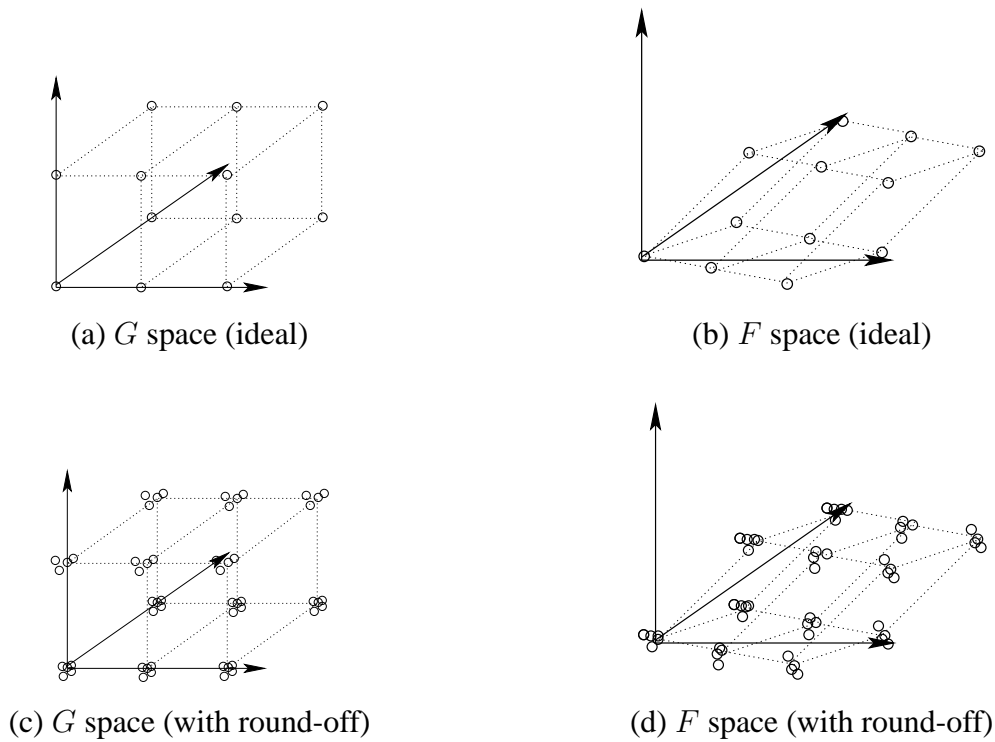 (a) G space (ideal)
(b) F space (ideal)
(c) G space (with round-off)
(d) F space (with round-off)